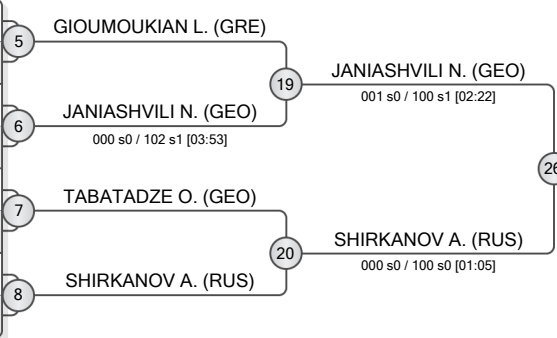 GIOUMOUKIAN L. (GRE)
5
19
JANIASHVILI N. (GEO)
001 s0 / 100 s1 [02:22]
6
JANIASHVILI N. (GEO)
000 s0 / 102 s1 [03:53]
26
7
TABATADZE O. (GEO)
20
SHIRKANOV A. (RUS)
000 s0 / 100 s0 [01:05]
8
SHIRKANOV A. (RUS)